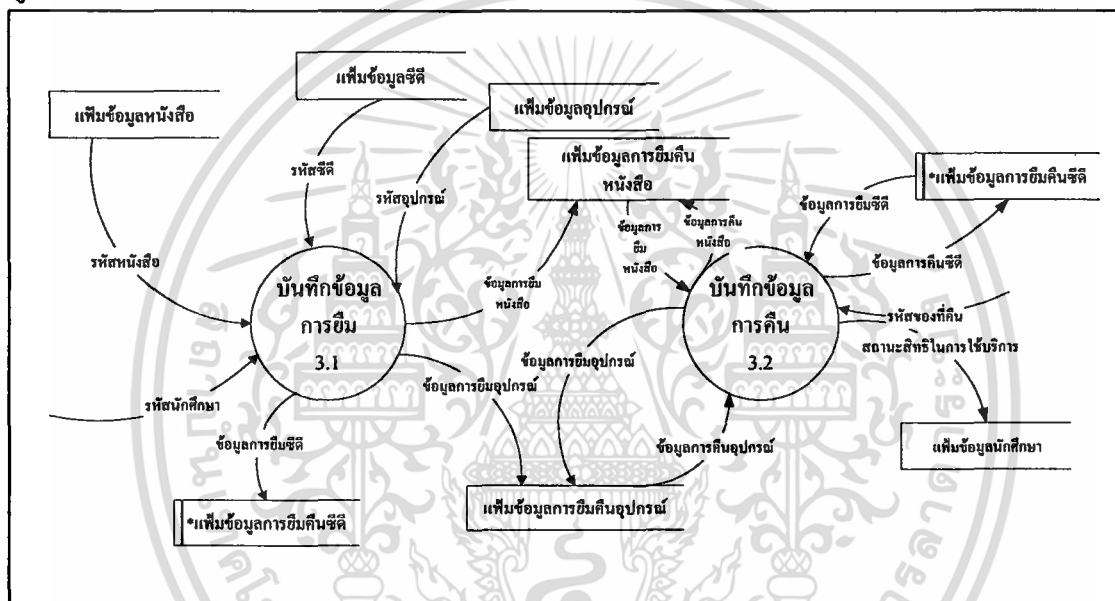 แฟ้มข้อมูลซีดี
แฟ้มข้อมูลหนังสือ
แฟ้มข้อมูลอุปกรณ์
แฟ้มข้อมูลการยืมคืน
หนังสือ
*แฟ้มข้อมูลการยืมคืนซีดี
รหัสซีดี
รหัสอุปกรณ์
ข้อมูลการยืมซีดี
ข้อมูลการคืน
หนังสือ
ข้อมูลการ
ยืม
หนังสือ
รหัสหนังสือ
ข้อมูลการคืนซีดี
บันทึกข้อมูล
การยืม
3.1
ข้อมูลการยืม
หนังสือ
บันทึกข้อมูล
การคืน
3.2
รหัสของที่คืน
สถานะสิทธิในการใช้บริการ
ข้อมูลการยืมอุปกรณ์
ข้อมูลการยืมอุปกรณ์
รหัสนักศึกษา
ข้อมูลการยืมซีดี
ข้อมูลการคืนอุปกรณ์
แฟ้มข้อมูลนักศึกษา
แฟ้มข้อมูลการยืมคืนอุปกรณ์
*แฟ้มข้อมูลการยืมคืนซีดี